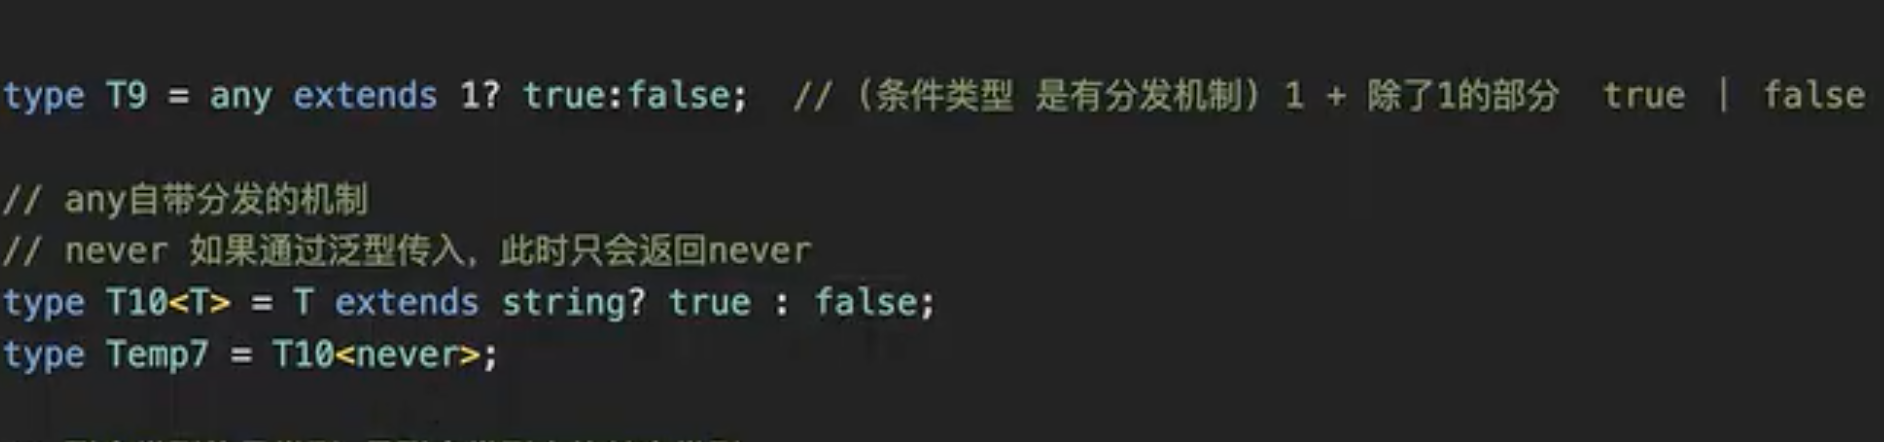 type T9 = any extends 1? true:false;  // (条件类型 是有分发机制) 1 + 除了1的部分  true | false
// any自带分发的机制
// never 如果通过泛型传入，此时只会返回never
type T10<T> = T extends string? true : false;
type Temp7 = T10<never>;